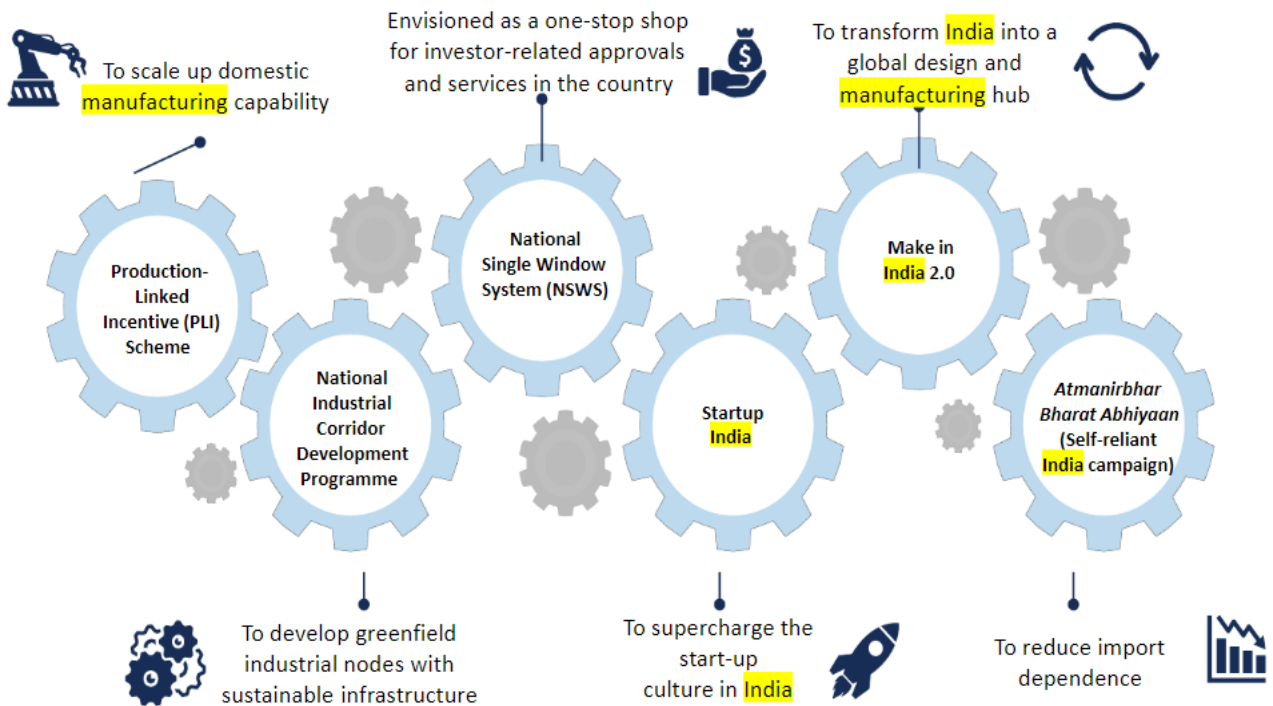 To scale up domestic
manufacturing capability
Envisioned as a one-stop shop
for investor-related approvals
and services in the country
$
To transform India into a
global design and
manufacturing hub
Production-
Linked
Incentive (PLI)
Scheme
National
Industrial
Corridor
Development
Programme
National
Single Window
System (NSWS)
Startup
India
Make in
India 2.0
Atmanirbhar
Bharat Abhiyaan
(Self-reliant
India campaign)
To develop greenfield
industrial nodes with
sustainable infrastructure
To supercharge the
start-up
culture in India
To reduce import
dependence